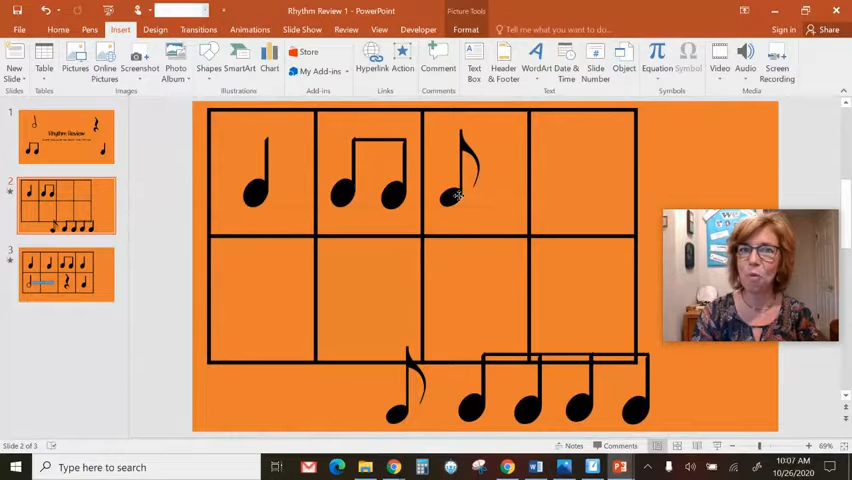 Rhythm Review 1 - PowerPoint
Picture Tools
File
Home
Insert
Design
Transitions
Animations
Slide Show
Review
View
Developer
Format
Tell me what you want to do...
Sign in
Share
New
Slide
Table
Pictures
Online
Pictures
Screenshot
Photo
Album
Shapes
SmartArt
Chart
Store
My Add-ins
Hyperlink
Action
Comment
Text
Box
Header
& Footer
WordArt
Date &
Time
Slide
Number
Object
Equation
Symbol
Video
Audio
Screen
Recording
Slides
Tables
Images
Illustrations
Add-ins
Links
Comments
Text
Symbols
Media
1
Rhythm Review
2
3
Slide 2 of 3
Notes
Comments
69%
Type here to search
10:07 AM
10/26/2020